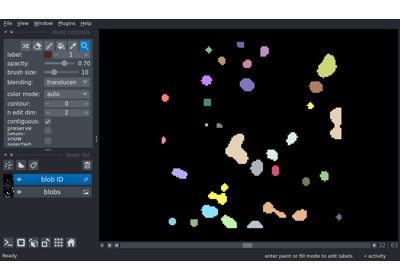 File View Window Plugins Help
layer controls
label: 1
opacity: 0.70
brush size: 10
blending: translucen
color mode: auto
contour: 0
n edit dim: 2
contiguous:
preserve labels:
show selected:
layer list
blob ID
blobs
0 32 63
Ready enter paint or fill mode to edit labels activity